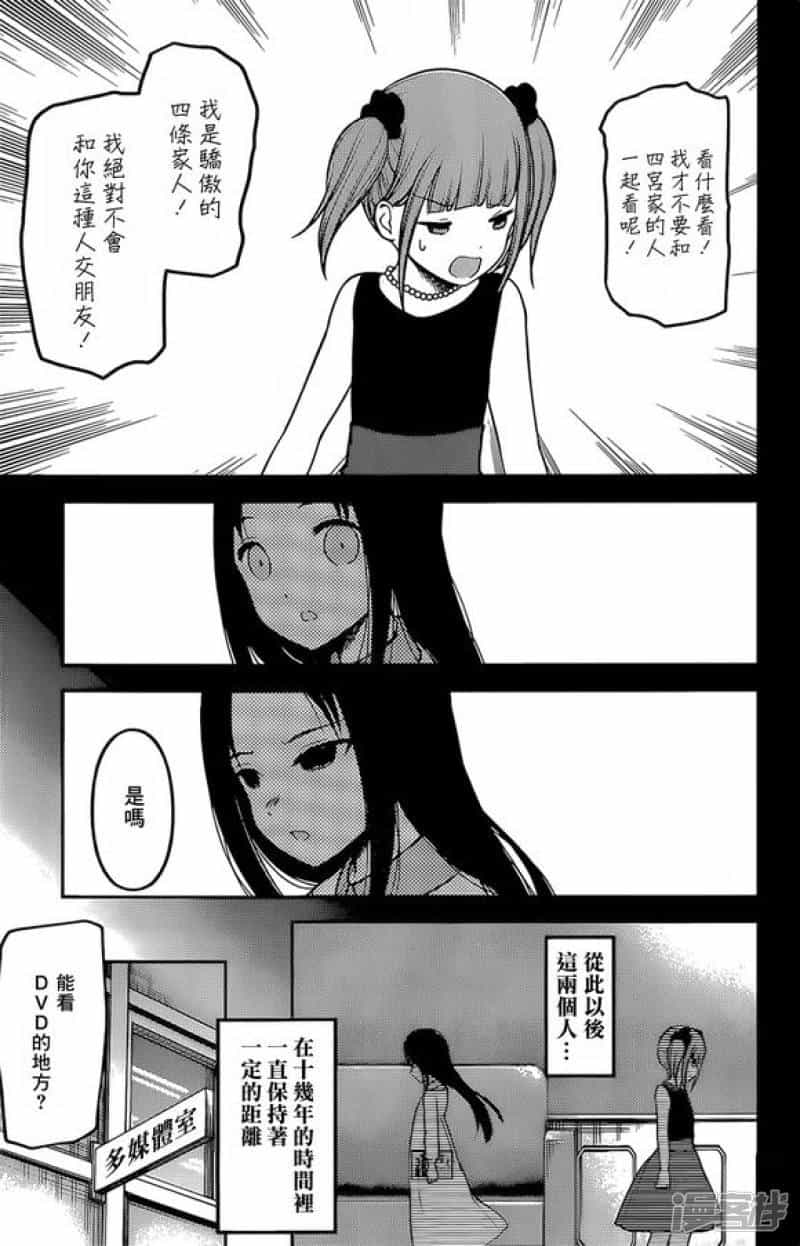 看什麼看！
我才不要和
四宮家的人
一起看呢！
我是驕傲的
四條家人！
我絕對不會
和你這種人交朋友！
是嗎
從此以後
這兩個人…
在十幾年的時間裡
一直保持著
一定的距離
能看
DVD的地方？
多媒體室
漫客伴